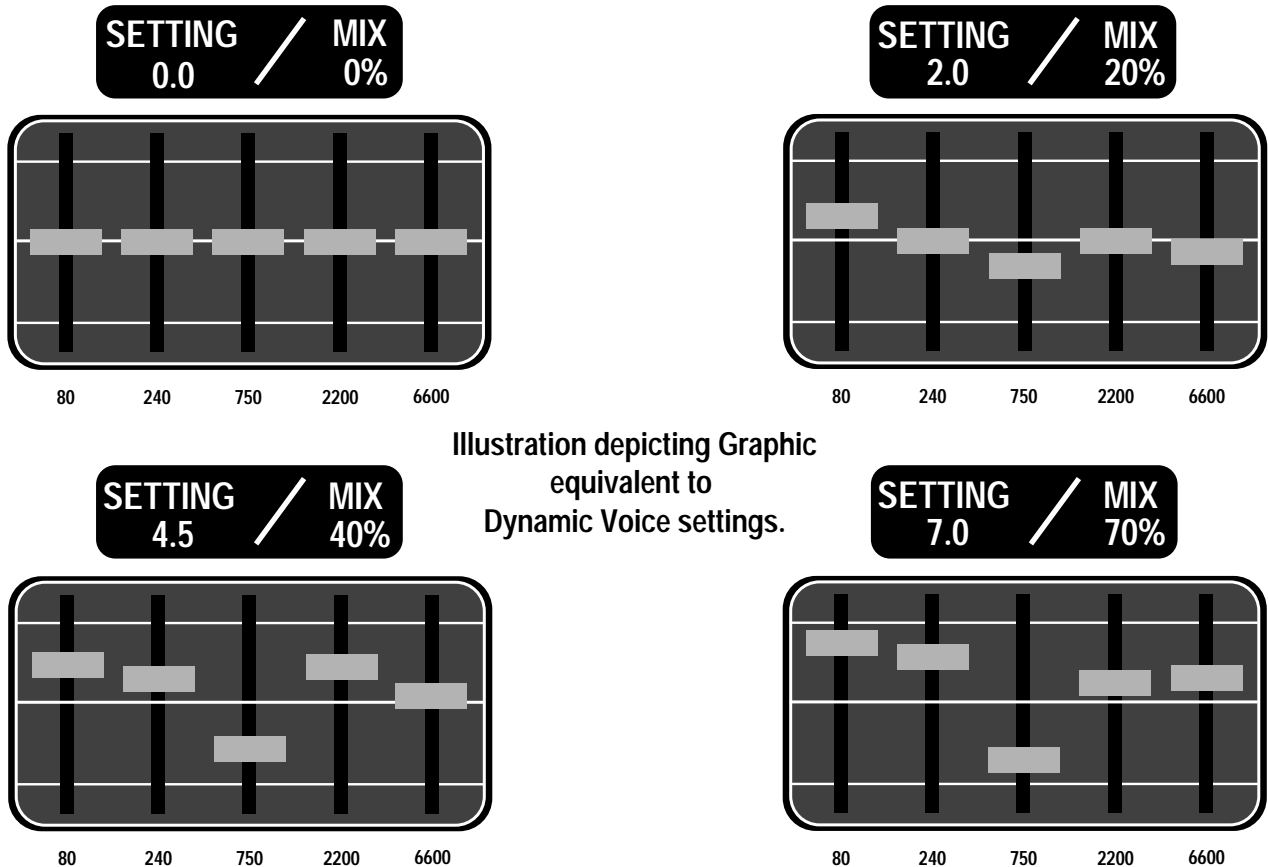 SETTING / MIX
0.0 0%
SETTING / MIX
2.0 20%
80 240 750 2200 6600
80 240 750 2200 6600
Illustration depicting Graphic
equivalent to
Dynamic Voice settings.
SETTING / MIX
4.5 40%
SETTING / MIX
7.0 70%
80 240 750 2200 6600
80 240 750 2200 6600